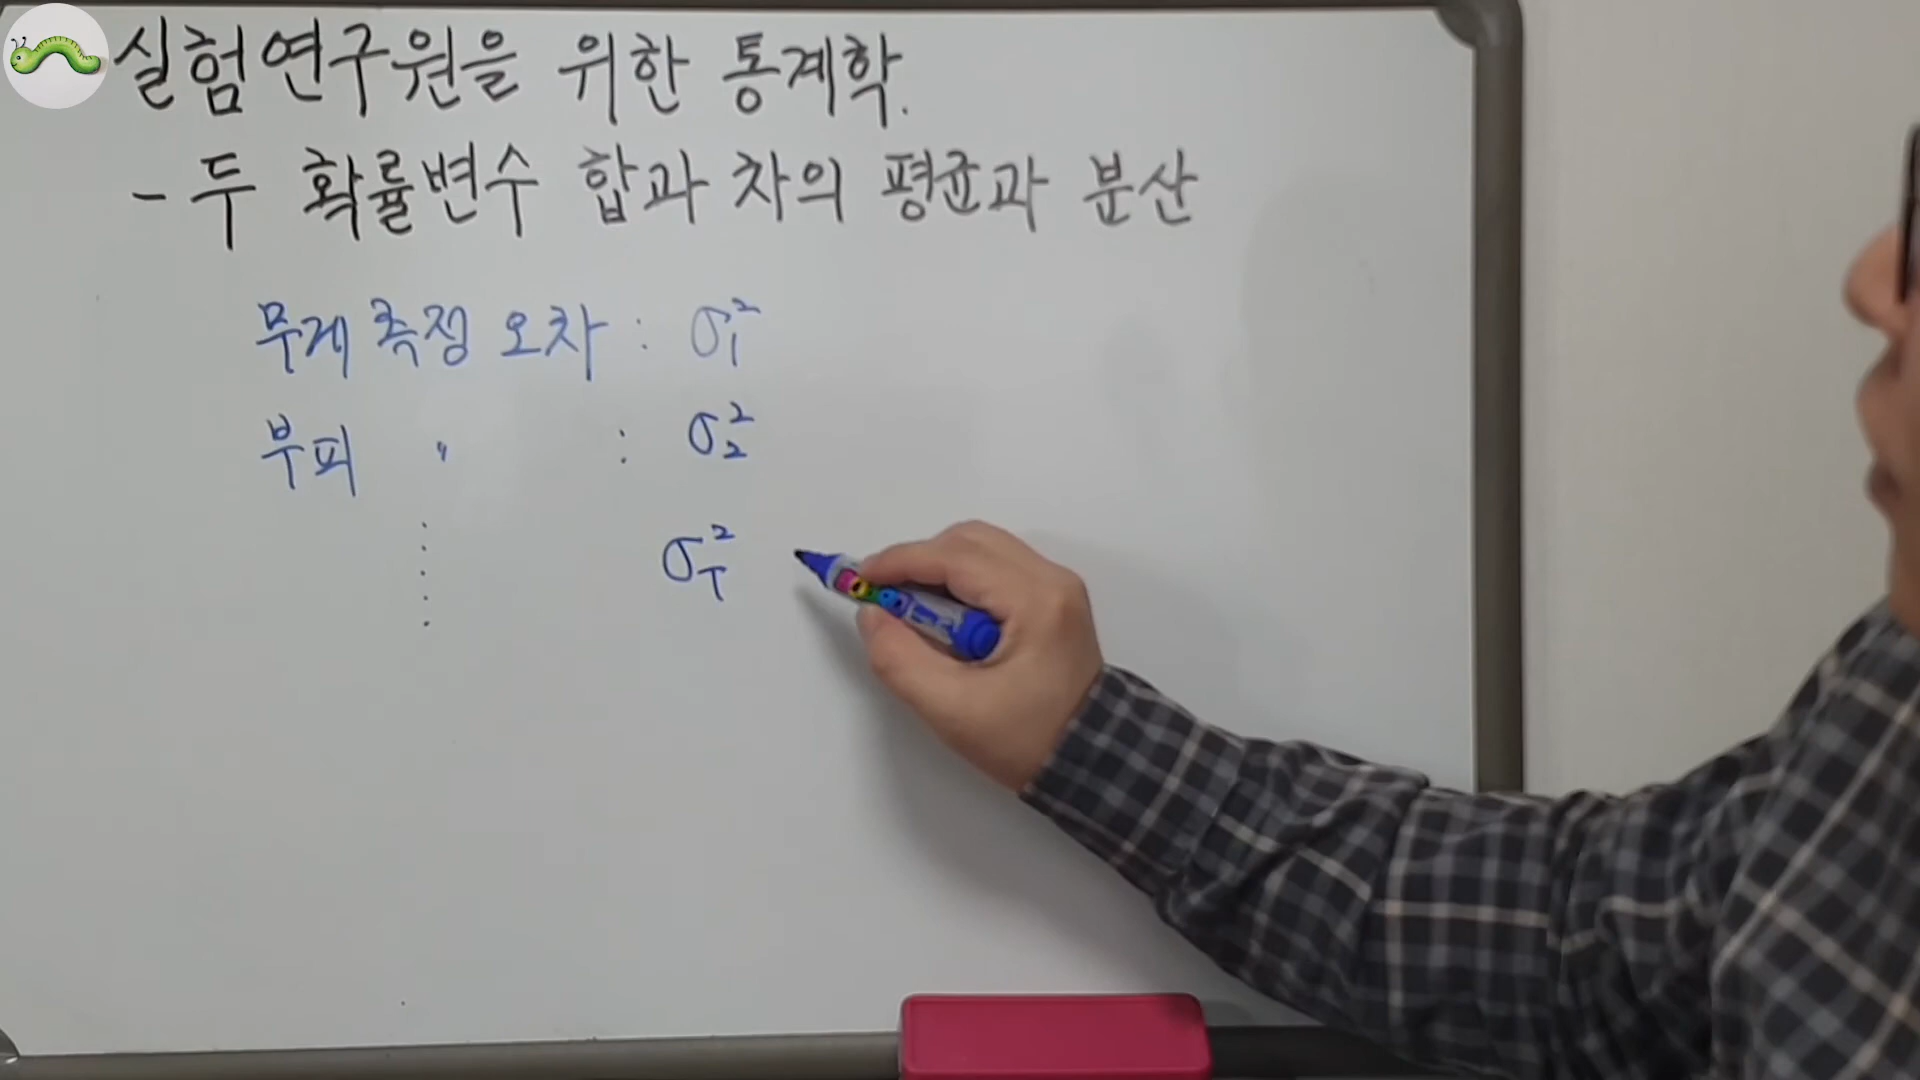 실험연구원을 위한 통계학.
- 두 확률변수 합과 차의 평균과 분산
무게 측정 오차 : σ₁²
부피 〃 : σ₂²
σ_T²